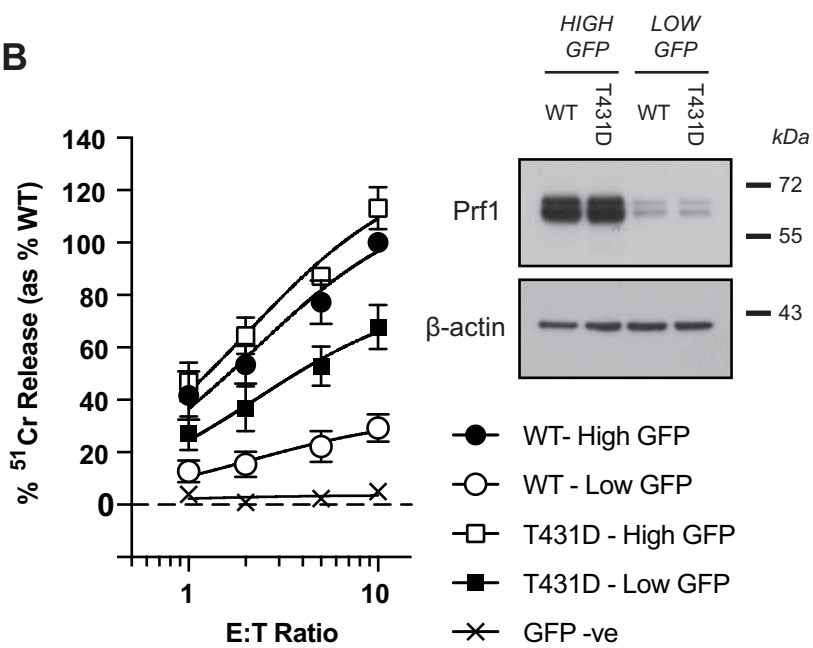 B
HIGH GFP
LOW GFP
WT
T431D
WT
T431D
kDa
Prf1
72
55
β-actin
43
% ⁵¹Cr Release (as % WT)
140
120
100
80
60
40
20
0
1
10
E:T Ratio
WT- High GFP
WT - Low GFP
T431D - High GFP
T431D - Low GFP
GFP -ve